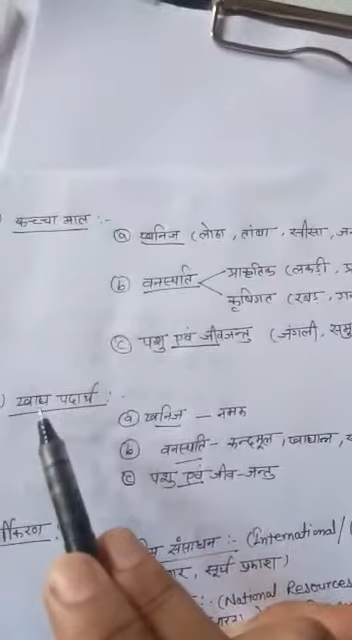 कच्चा माल :-
(a) खनिज (लोहा, तांबा, सीसा,
(b) वनस्पति
प्राकृतिक (लकड़ी,
कृषिगत (रबड़,
(c) पशु एवं जीवजन्तु (जंगली,
खाद्य पदार्थ :-
(a) खनिज — नमक
(b) वनस्पति - कन्दमूल, खाद्यान्न,
(c) पशु एवं जीव-जन्तु
संसाधन :- (International/
सूर्य प्रकाश)
:- (National Resources